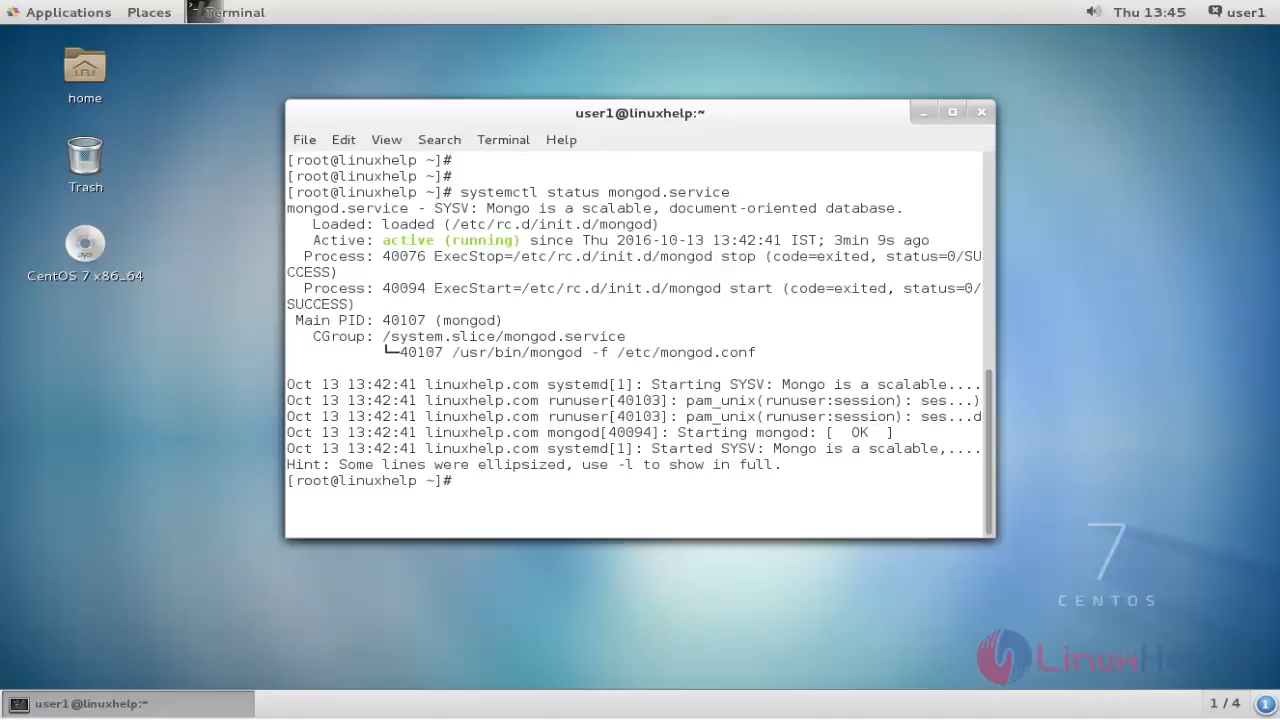 Applications Places Terminal Thu 13:45 user1
home
Trash
CentOS 7 x86_64
user1@linuxhelp:~
File Edit View Search Terminal Help
[root@linuxhelp ~]#
[root@linuxhelp ~]#
[root@linuxhelp ~]# systemctl status mongod.service
mongod.service - SYSV: Mongo is a scalable, document-oriented database.
Loaded: loaded (/etc/rc.d/init.d/mongod)
Active: active (running) since Thu 2016-10-13 13:42:41 IST; 3min 9s ago
Process: 40076 ExecStop=/etc/rc.d/init.d/mongod stop (code=exited, status=0/SU
CCESS)
Process: 40094 ExecStart=/etc/rc.d/init.d/mongod start (code=exited, status=0/
SUCCESS)
Main PID: 40107 (mongod)
CGroup: /system.slice/mongod.service
└─40107 /usr/bin/mongod -f /etc/mongod.conf
Oct 13 13:42:41 linuxhelp.com systemd[1]: Starting SYSV: Mongo is a scalable....
Oct 13 13:42:41 linuxhelp.com runuser[40103]: pam_unix(runuser:session): ses...)
Oct 13 13:42:41 linuxhelp.com runuser[40103]: pam_unix(runuser:session): ses...d
Oct 13 13:42:41 linuxhelp.com mongod[40094]: Starting mongod: [  OK  ]
Oct 13 13:42:41 linuxhelp.com systemd[1]: Started SYSV: Mongo is a scalable,....
Hint: Some lines were ellipsized, use -l to show in full.
[root@linuxhelp ~]#
7
CENTOS
user1@linuxhelp:~ 1 / 4 1